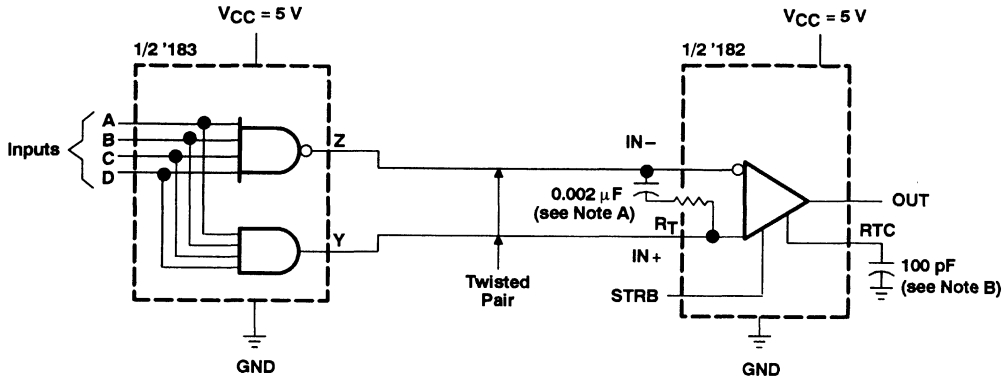 VCC = 5 V
VCC = 5 V
1/2 '183
1/2 '182
Inputs
A
B
C
D
Z
Y
IN−
0.002 μF
(see Note A)
RT
IN+
Twisted
Pair
STRB
OUT
RTC
100 pF
(see Note B)
GND
GND